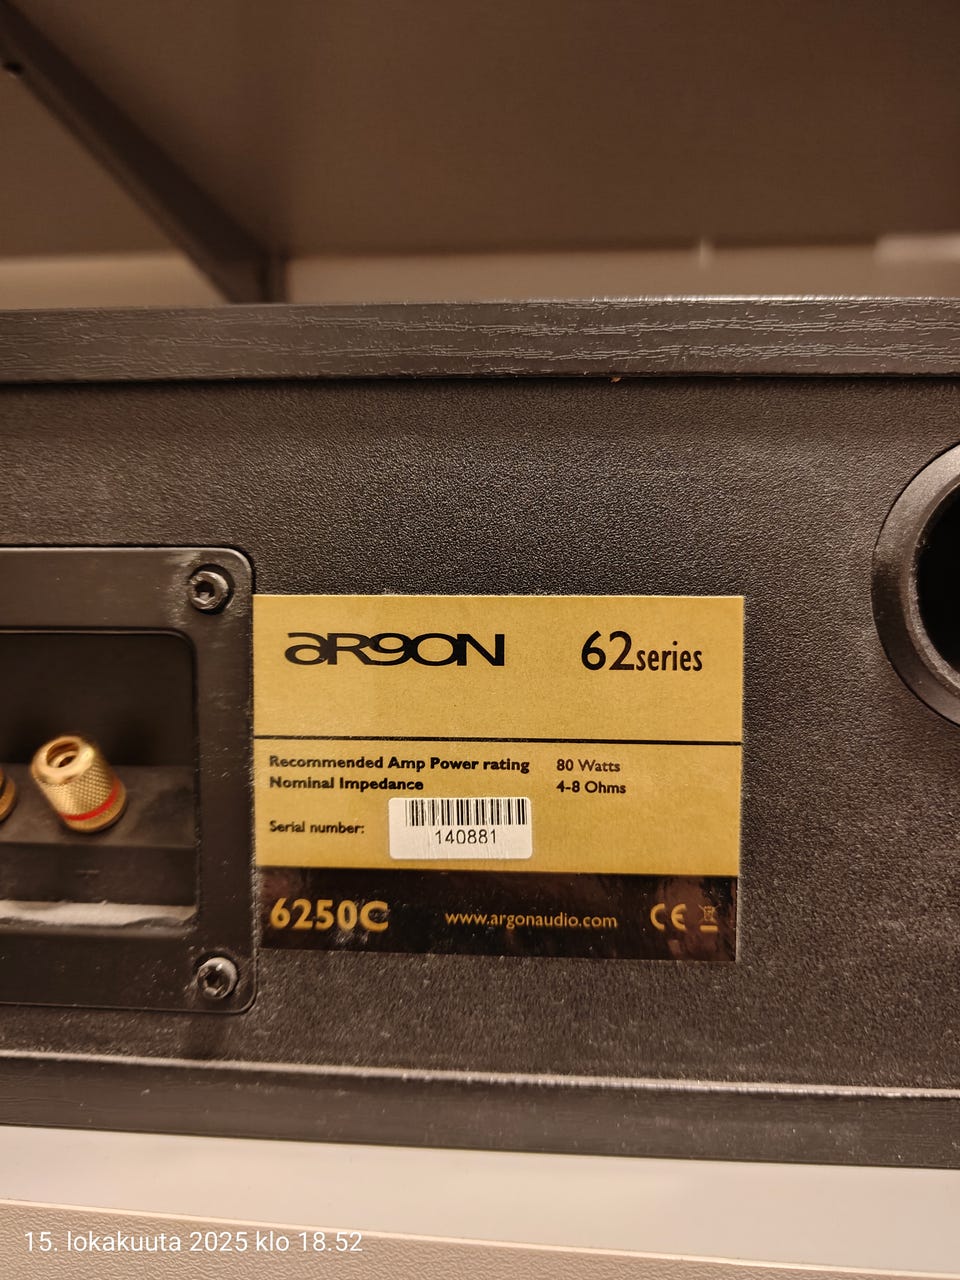 aRgON 62series
Recommended Amp Power rating 80 Watts
Nominal Impedance 4-8 Ohms
Serial number: 140881
6250C www.argonaudio.com CE
15. lokakuuta 2025 klo 18.52